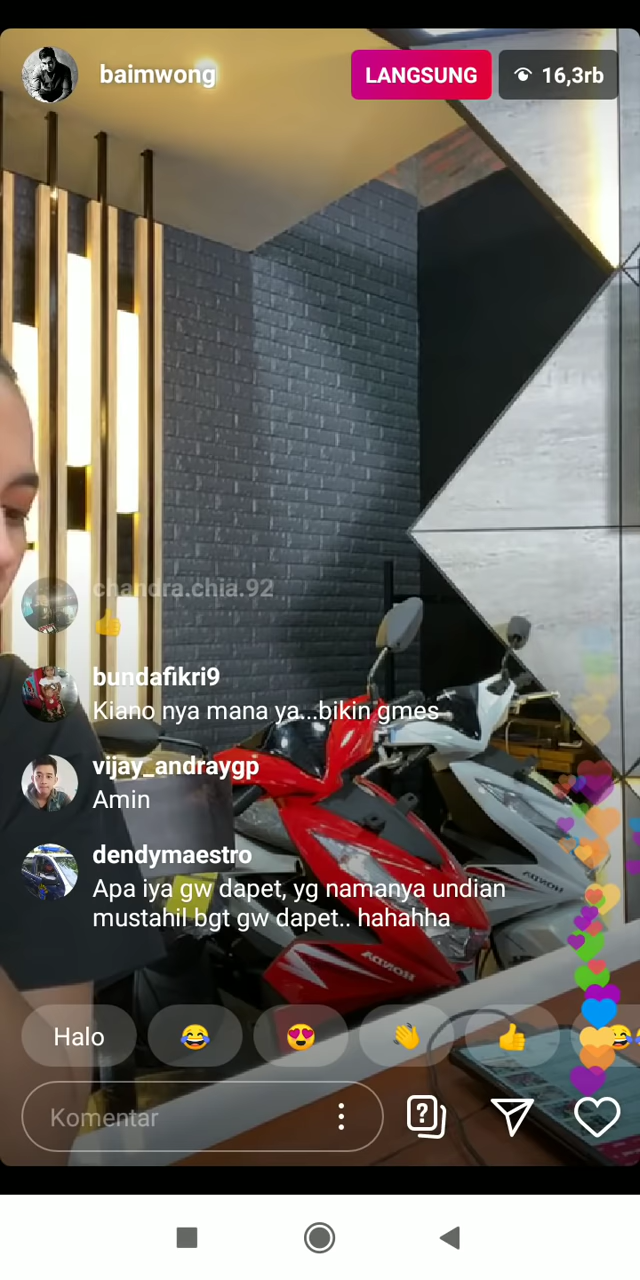 baimwong
LANGSUNG
16,3rb
chandra.chia.92
bundafikri9
Kiano nya mana ya...bikin gmes
vijay_andraygp
Amin
dendymaestro
Apa iya gw dapet, yg namanya undian
mustahil bgt gw dapet.. hahahha
HONDA
HONDA
Halo
Komentar